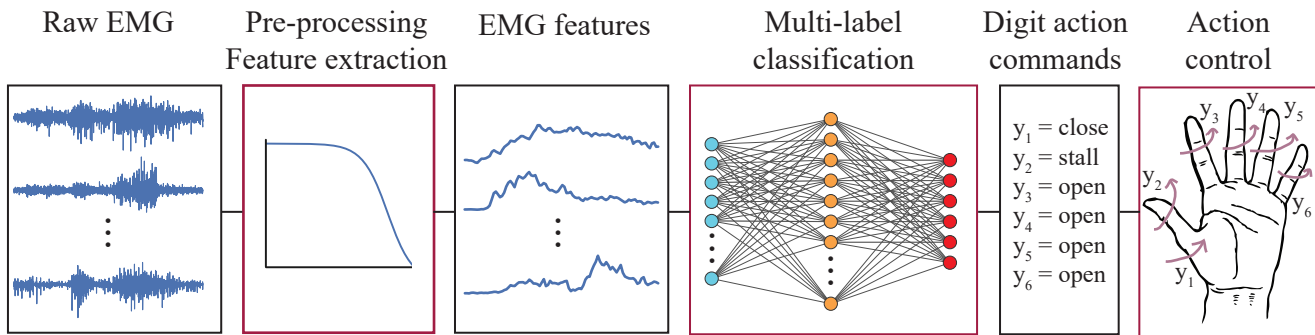 Raw EMG
Pre-processing
Feature extraction
EMG features
Multi-label
classification
Digit action
commands
Action
control
y1 = close
y2 = stall
y3 = open
y4 = open
y5 = open
y6 = open
y3
y4
y5
y2
y6
y1